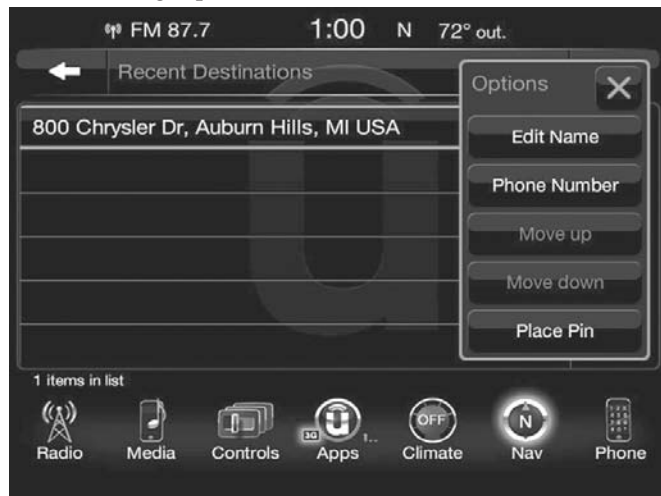 FM 87.7 1:00 N 72° out.
Recent Destinations
Options
800 Chrysler Dr, Auburn Hills, MI USA
Edit Name
Phone Number
Move up
Move down
Place Pin
1 items in list
OFF N
3G 1..
Radio Media Controls Apps Climate Nav Phone